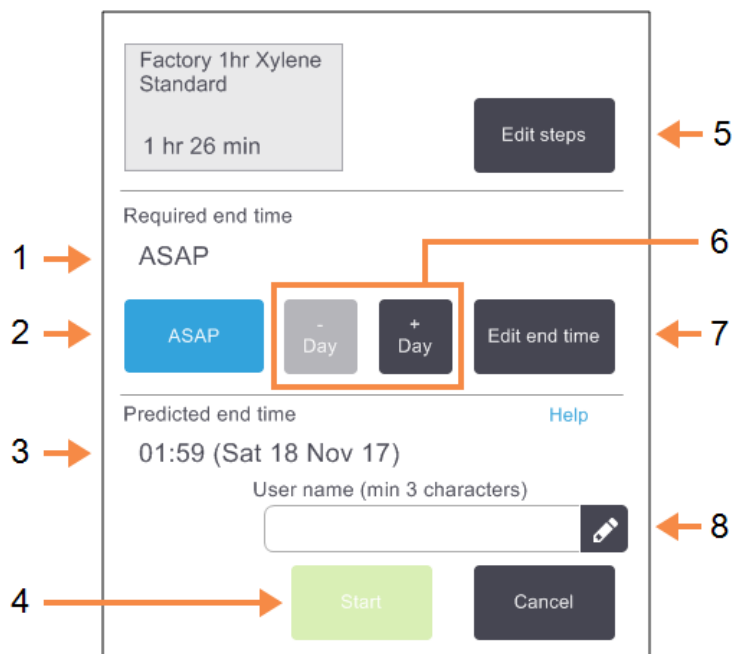 Factory 1hr Xylene
Standard
1 hr 26 min
Edit steps
5
Required end time
6
1
ASAP
2
ASAP
-
Day
+
Day
Edit end time
7
Predicted end time
Help
3
01:59 (Sat 18 Nov 17)
User name (min 3 characters)
8
4
Start
Cancel